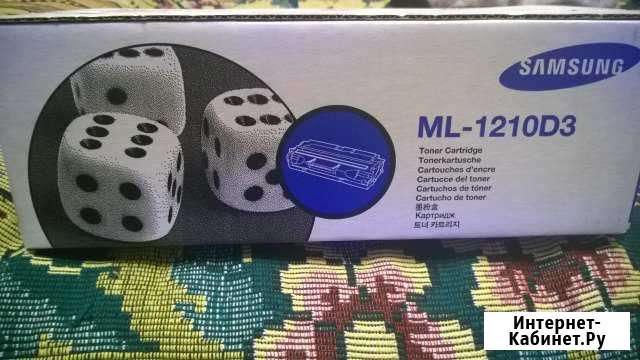 SAMSUNG
ML-1210D3
Toner Cartridge
Tonerkartusche
Cartouches d'encre
Cartucce del toner
Cartuchos de tóner
Cartucho do toner
墨粉盒
Картридж
토너 카트리지
Интернет-
Кабинет.Ру